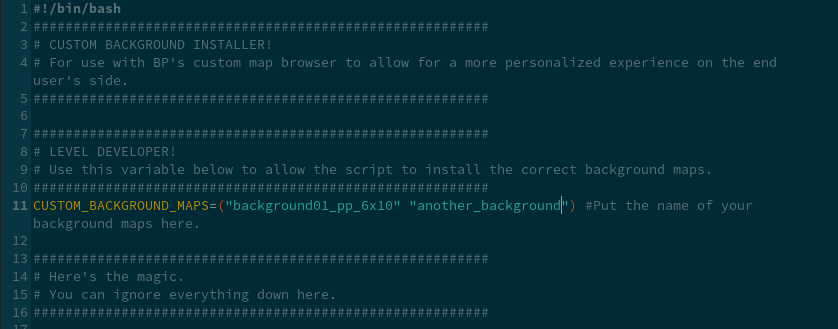 1 #!/bin/bash
2 #########################################################
3 # CUSTOM BACKGROUND INSTALLER!
4 # For use with BP's custom map browser to allow for a more personalized experience on the end
user's side.
5 #########################################################
6
7 #########################################################
8 # LEVEL DEVELOPER!
9 # Use this variable below to allow the script to install the correct background maps.
10 #########################################################
11 CUSTOM_BACKGROUND_MAPS=("background01_pp_6x10" "another_background") #Put the name of your
background maps here.
12
13 #########################################################
14 # Here's the magic.
15 # You can ignore everything down here.
16 #########################################################
17